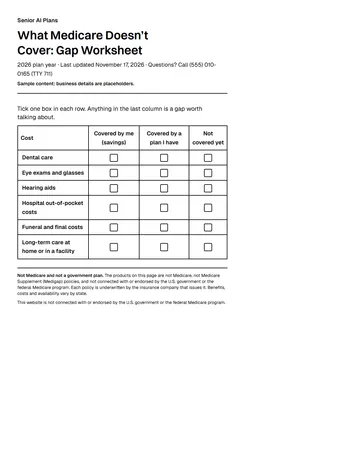 Senior AI Plans
What Medicare Doesn't
Cover: Gap Worksheet
2026 plan year · Last updated November 17, 2026 · Questions? Call (555) 010-
0165 (TTY 711)
Sample content: business details are placeholders.
Tick one box in each row. Anything in the last column is a gap worth
talking about.
Cost
Covered by me
(savings)
Covered by a
plan I have
Not
covered yet
Dental care
Eye exams and glasses
Hearing aids
Hospital out-of-pocket
costs
Funeral and final costs
Long-term care at
home or in a facility
Not Medicare and not a government plan. The products on this page are not Medicare, not Medicare
Supplement (Medigap) policies, and not connected with or endorsed by the U.S. government or the
federal Medicare program. Each policy is underwritten by the insurance company that issues it. Benefits,
costs and availability vary by state.
This website is not connected with or endorsed by the U.S. government or the federal Medicare program.